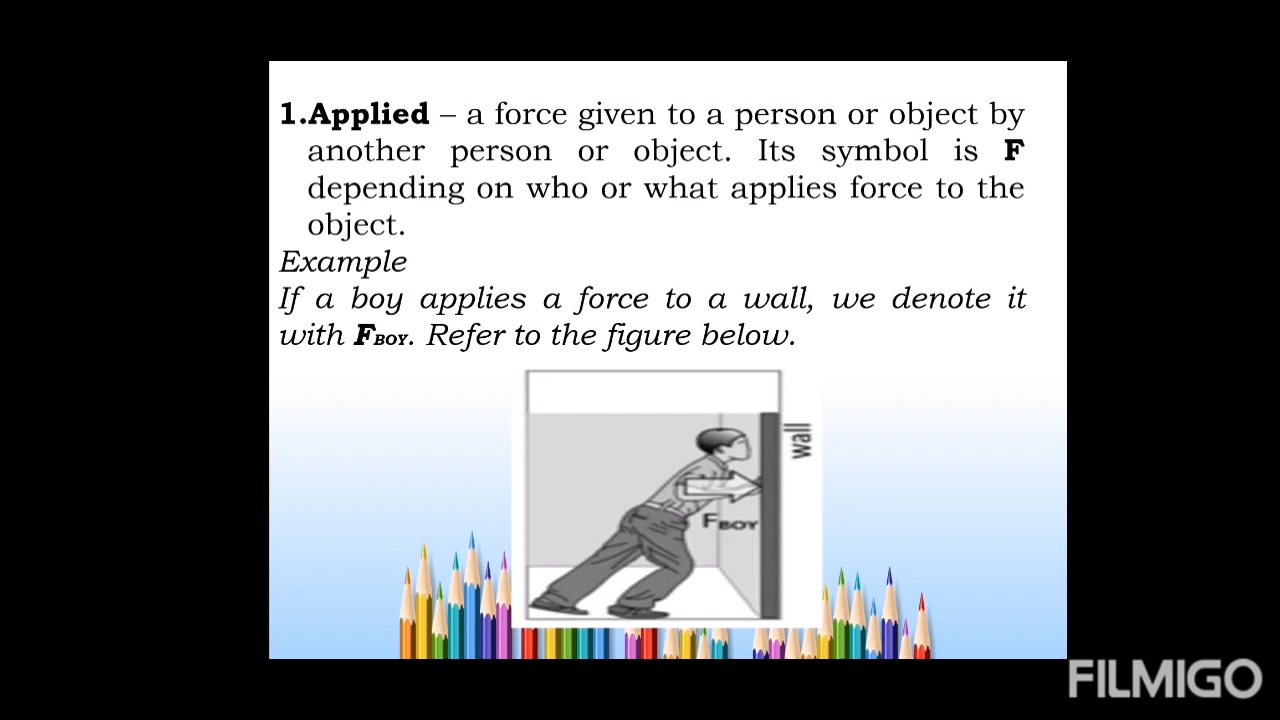 1.Applied – a force given to a person or object by
another person or object. Its symbol is F
depending on who or what applies force to the
object.
Example
If a boy applies a force to a wall, we denote it
with FBOY. Refer to the figure below.
wall
FBOY
FILMIGO